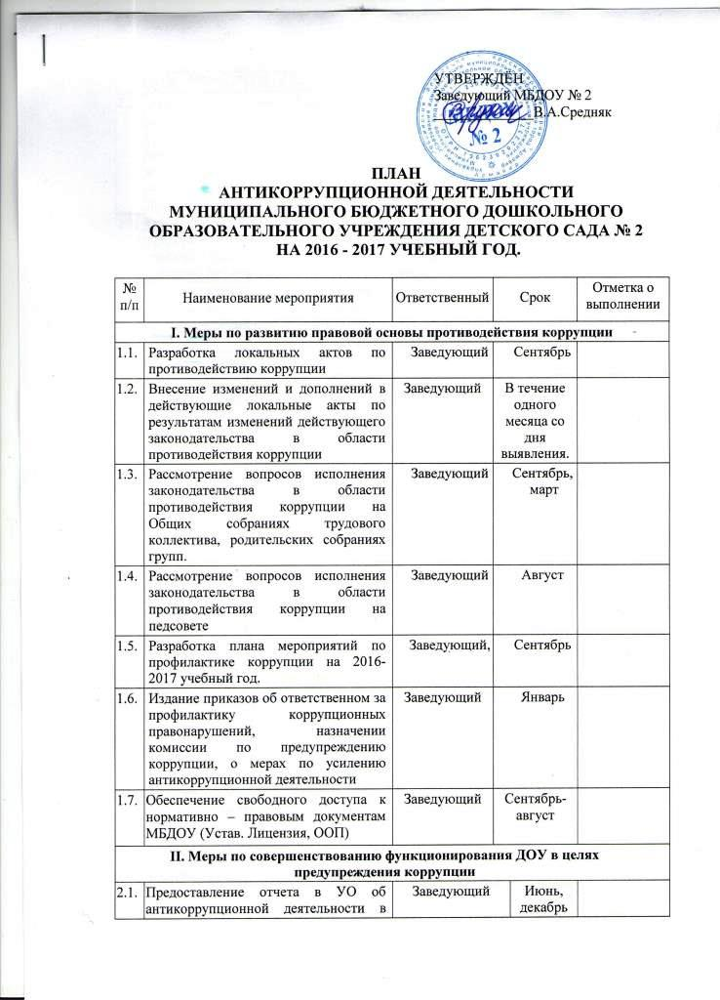 УТВЕРЖДЁН
Заведующий МБДОУ № 2
В.А.Средняк
№ 2
ПЛАН
АНТИКОРРУПЦИОННОЙ ДЕЯТЕЛЬНОСТИ
МУНИЦИПАЛЬНОГО БЮДЖЕТНОГО ДОШКОЛЬНОГО
ОБРАЗОВАТЕЛЬНОГО УЧРЕЖДЕНИЯ ДЕТСКОГО САДА № 2
НА 2016 - 2017 УЧЕБНЫЙ ГОД.
№ п/п Наименование мероприятия Ответственный Срок Отметка о выполнении
I. Меры по развитию правовой основы противодействия коррупции
1.1. Разработка локальных актов по Заведующий Сентябрь
противодействию коррупции
1.2. Внесение изменений и дополнений в Заведующий В течение
действующие локальные акты по одного
результатам изменений действующего месяца со
законодательства в области дня
противодействия коррупции выявления.
1.3. Рассмотрение вопросов исполнения Заведующий Сентябрь,
законодательства в области март
противодействия коррупции на
Общих собраниях трудового
коллектива, родительских собраниях
групп.
1.4. Рассмотрение вопросов исполнения Заведующий Август
законодательства в области
противодействия коррупции на
педсовете
1.5. Разработка плана мероприятий по Заведующий, Сентябрь
профилактике коррупции на 2016-
2017 учебный год.
1.6. Издание приказов об ответственном за Заведующий Январь
профилактику коррупционных
правонарушений, назначении
комиссии по предупреждению
коррупции, о мерах по усилению
антикоррупционной деятельности
1.7. Обеспечение свободного доступа к Заведующий Сентябрь-
нормативно – правовым документам август
МБДОУ (Устав. Лицензия, ООП)
II. Меры по совершенствованию функционирования ДОУ в целях
предупреждения коррупции
2.1. Предоставление отчета в УО об Заведующий Июнь,
антикоррупционной деятельности в декабрь